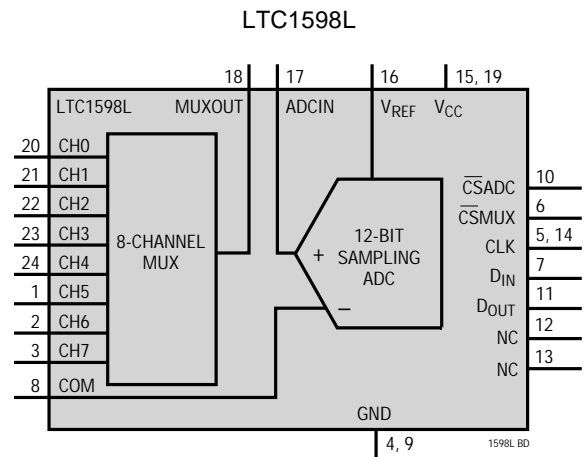 LTC1598L
18 17 16 15, 19
LTC1598L MUXOUT ADCIN VREF VCC
20 CH0
21 CH1
22 CH2
23 CH3
24 CH4
1 CH5
2 CH6
3 CH7
8 COM
8-CHANNEL
MUX
+
12-BIT
SAMPLING
ADC
–
CSADC 10
CSMUX 6
CLK 5, 14
DIN 7
DOUT 11
NC 12
NC 13
GND
4, 9
1598L BD